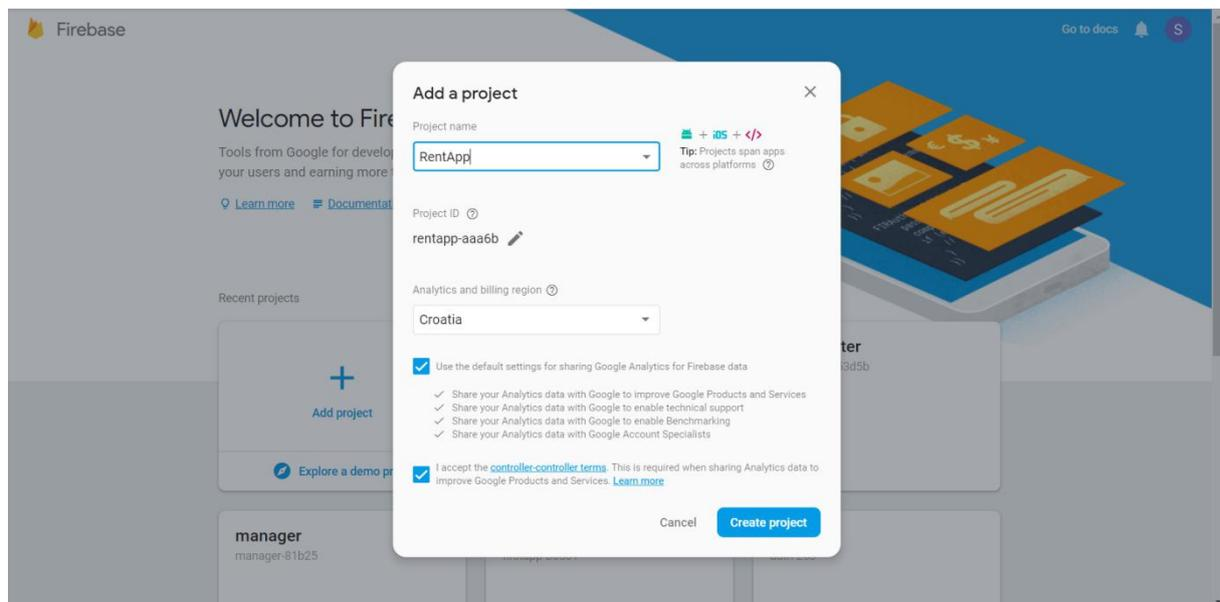 Firebase
Go to docs
S
Welcome to Fire
Tools from Google for develop
your users and earning more
Learn more
Documentat
Recent projects
Add project
Explore a demo pr
manager
manager-81b25
ter
3d5b
Add a project
Project name
RentApp
+ iOS + </>
Tip: Projects span apps
across platforms
Project ID
rentapp-aaa6b
Analytics and billing region
Croatia
Use the default settings for sharing Google Analytics for Firebase data
Share your Analytics data with Google to improve Google Products and Services
Share your Analytics data with Google to enable technical support
Share your Analytics data with Google to enable Benchmarking
Share your Analytics data with Google Account Specialists
I accept the controller-controller terms. This is required when sharing Analytics data to
improve Google Products and Services. Learn more
Cancel
Create project